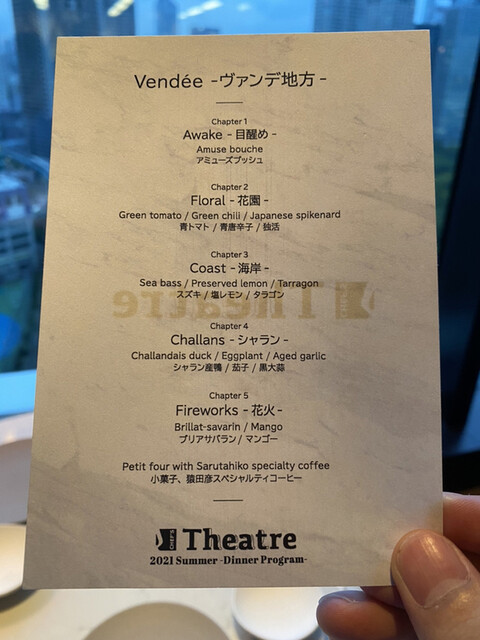 Vendée -ヴァンデ地方-
Chapter 1
Awake - 目醒め -
Amuse bouche
アミューズブッシュ
Chapter 2
Floral - 花園 -
Green tomato / Green chili / Japanese spikenard
青トマト / 青唐辛子 / 独活
Chapter 3
Coast - 海岸 -
Sea bass / Preserved lemon / Tarragon
スズキ / 塩レモン / タラゴン
Theatre
Chapter 4
Challans - シャラン -
Challandais duck / Eggplant / Aged garlic
シャラン産鴨 / 茄子 / 黒大蒜
Chapter 5
Fireworks - 花火 -
Brillat-savarin / Mango
ブリアサバラン / マンゴー
Petit four with Sarutahiko specialty coffee
小菓子、猿田彦スペシャルティコーヒー
CHEF'S Theatre
2021 Summer -Dinner Program-